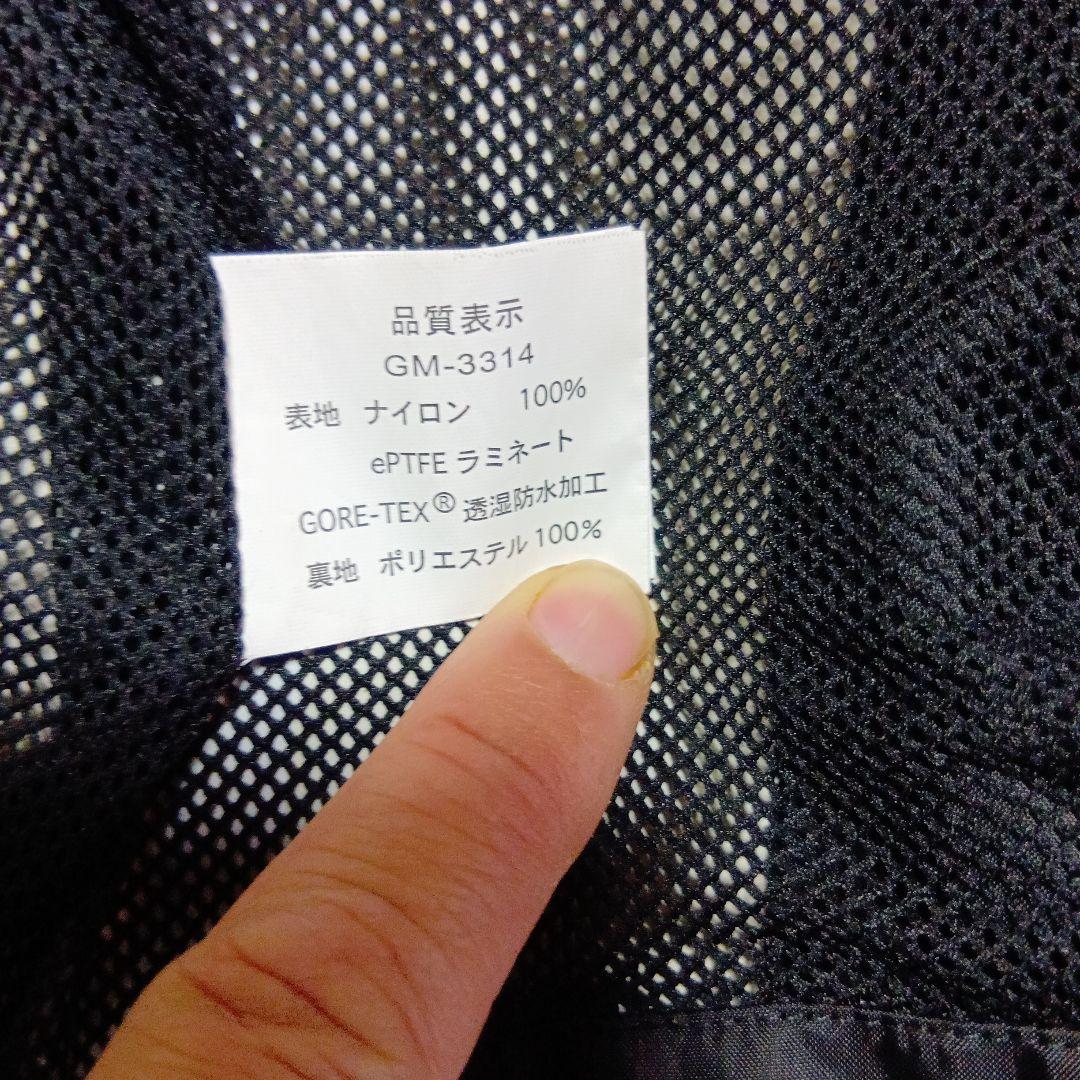 品質表示
GM-3314
表地 ナイロン 100%
ePTFE ラミネート
GORE-TEX® 透湿防水加工
裏地 ポリエステル 100%